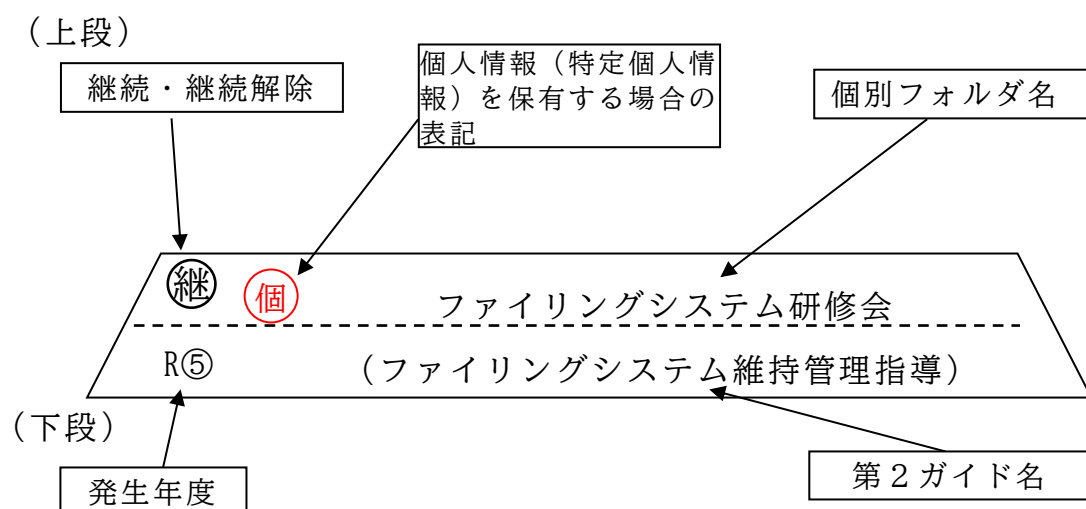 （上段）
継続・継続解除
個人情報（特定個人情
報）を保有する場合の
表記
個別フォルダ名
継
個
ファイリングシステム研修会
R⑤
（ファイリングシステム維持管理指導）
（下段）
発生年度
第２ガイド名